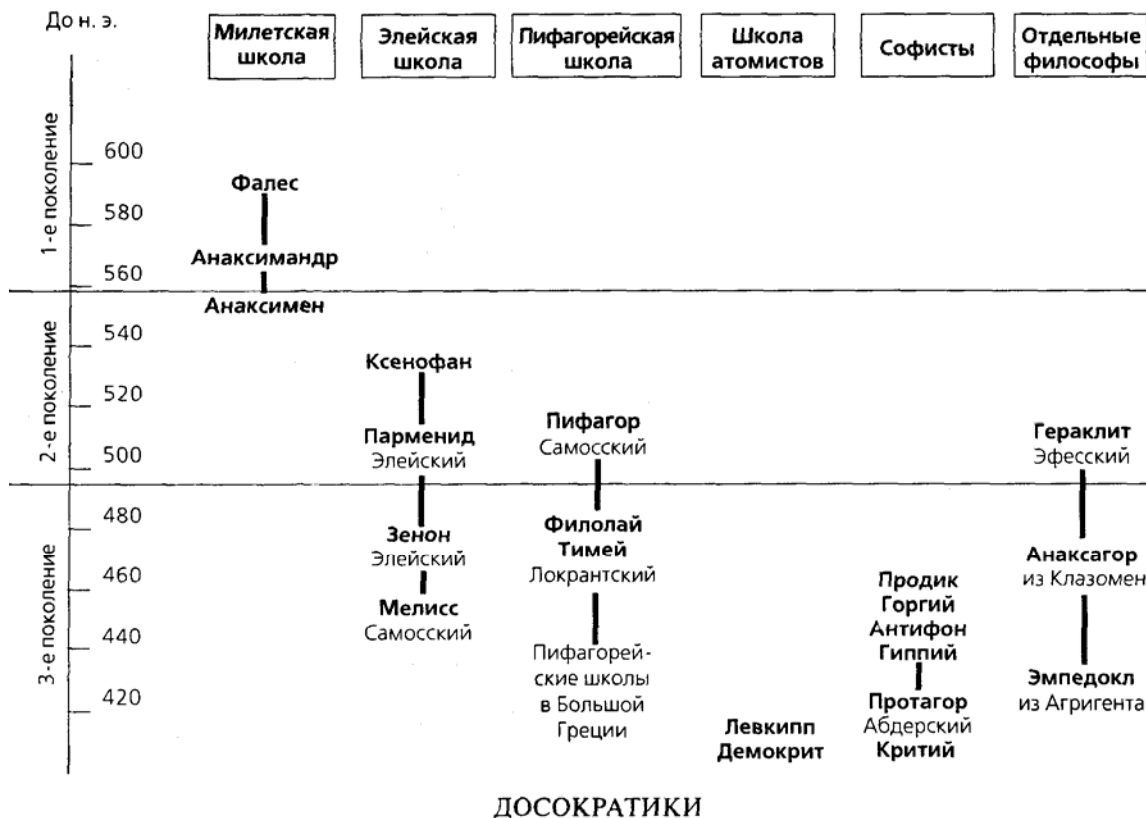 До н. э.
Милетская
школа
Элейская
школа
Пифагорейская
школа
Школа
атомистов
Софисты
Отдельные
философы
1-е поколение
600
580
560
2-е поколение
540
520
500
3-е поколение
480
460
440
420
Фалес
Анаксимандр
Анаксимен
Ксенофан
Парменид
Элейский
Зенон
Элейский
Мелисс
Самосский
Пифагор
Самосский
Филолай
Тимей
Локрантский
Пифагорей-
ские школы
в Большой
Греции
Левкипп
Демокрит
Продик
Горгий
Антифон
Гиппий
Протагор
Абдерский
Критий
Гераклит
Эфесский
Анаксагор
из Клазомен
Эмпедокл
из Агригента
ДОСОКРАТИКИ